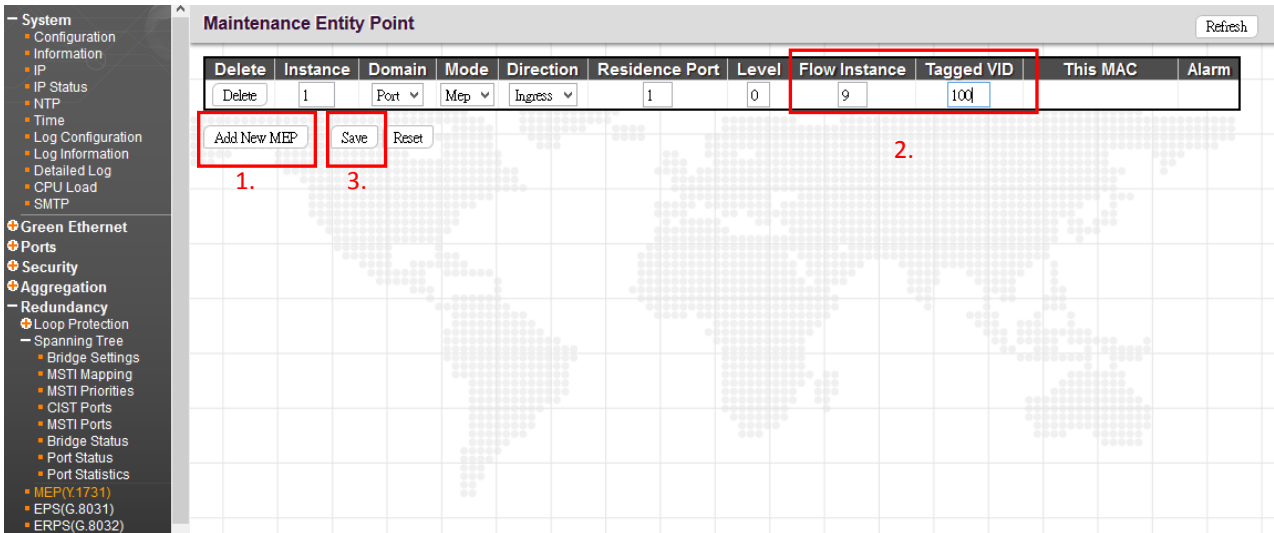 System
Configuration
Information
IP
IP Status
NTP
Time
Log Configuration
Log Information
Detailed Log
CPU Load
SMTP
Green Ethernet
Ports
Security
Aggregation
Redundancy
Loop Protection
Spanning Tree
Bridge Settings
MSTI Mapping
MSTI Priorities
CIST Ports
MSTI Ports
Bridge Status
Port Status
Port Statistics
MEP(Y.1731)
EPS(G.8031)
ERPS(G.8032)
Maintenance Entity Point
Refresh
Delete Instance Domain Mode Direction Residence Port Level Flow Instance Tagged VID This MAC Alarm
Delete 1 Port Mep Ingress 1 0 9 100
Add New MEP Save Reset
1. 3. 2.